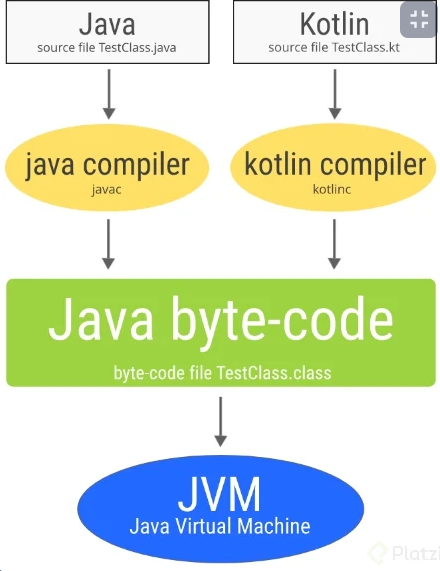 Java
source file TestClass.java
Kotlin
source file TestClass.kt
java compiler
javac
kotlin compiler
kotlinc
Java byte-code
byte-code file TestClass.class
JVM
Java Virtual Machine
Platzi